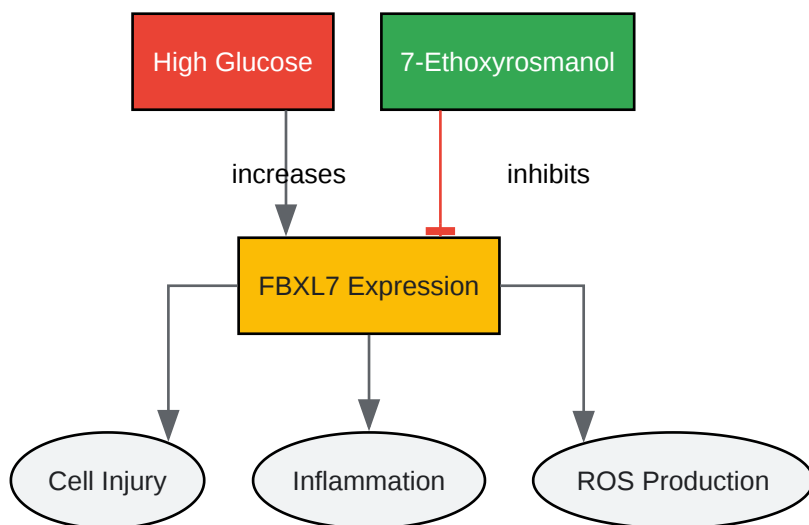 High Glucose
7-Ethoxyrosmanol
increases
inhibits
FBXL7 Expression
Cell Injury
Inflammation
ROS Production